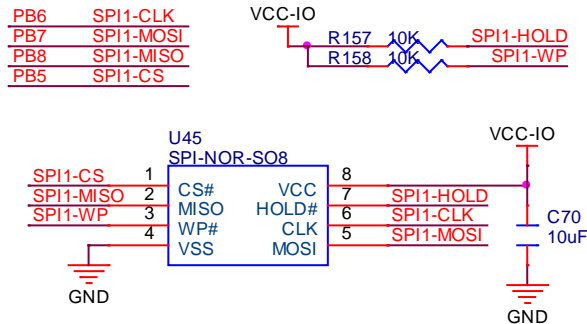 PB6 SPI1-CLK
PB7 SPI1-MOSI
PB8 SPI1-MISO
PB5 SPI1-CS
VCC-IO
R157 10K SPI1-HOLD
R158 10K SPI1-WP
U45
SPI-NOR-SO8
VCC-IO
SPI1-CS 1 CS# VCC 8
SPI1-MISO 2 MISO HOLD# 7 SPI1-HOLD
SPI1-WP 3 WP# CLK 6 SPI1-CLK
4 VSS MOSI 5 SPI1-MOSI
C70
10uF
GND
GND